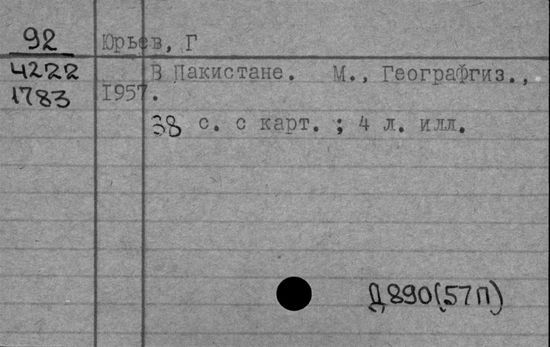 92 Юрьев, Г
4222 В Пакистане. М., Географгиз.,
1783 1957.
38 с. с карт. ; 4 л. илл.
Д890(57П)